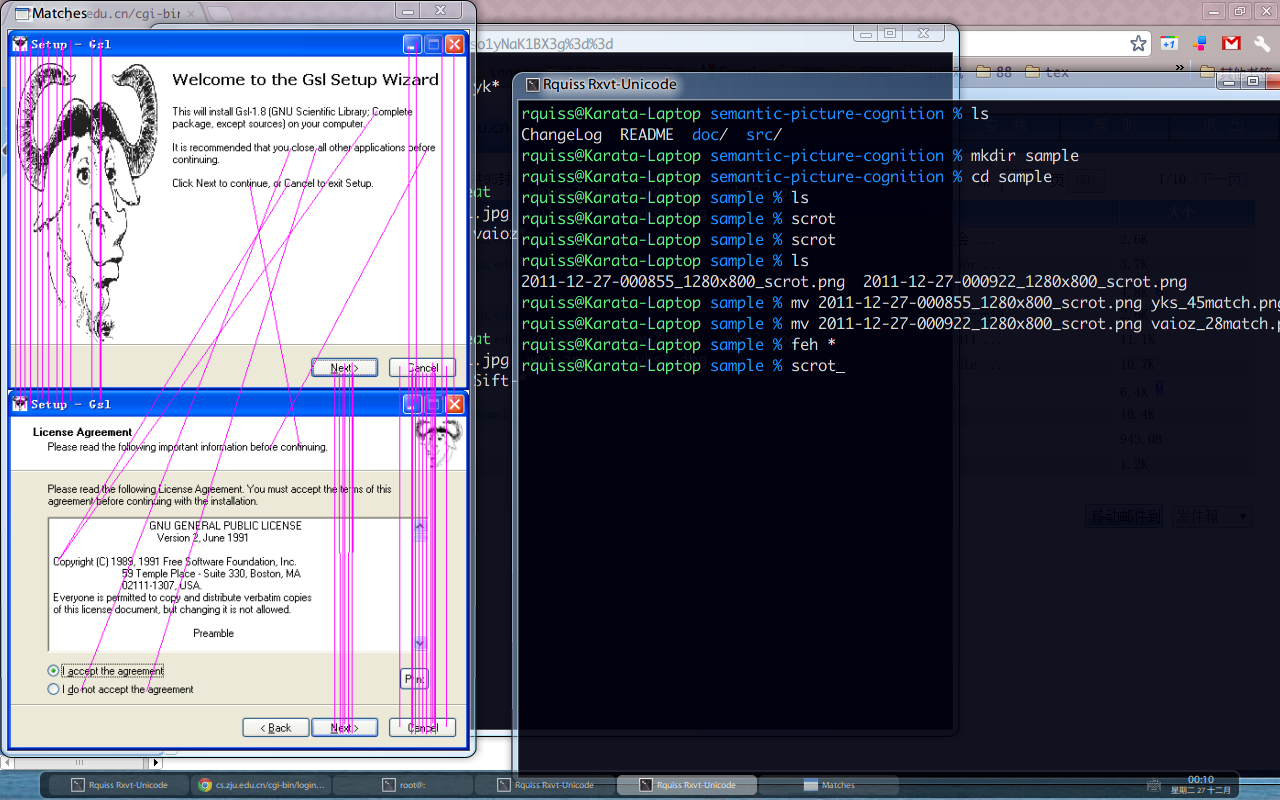 Matches
edu.cn/cgi-bin
Setup - Gsl
Welcome to the Gsl Setup Wizard
This will install Gsl-1.8 (GNU Scientific Library; Complete
package, except sources) on your computer.
It is recommended that you close all other applications before
continuing.
Click Next to continue, or Cancel to exit Setup.
Next >
Cancel
Setup - Gsl
License Agreement
Please read the following important information before continuing.
Please read the following License Agreement. You must accept the terms of this
agreement before continuing with the installation.
GNU GENERAL PUBLIC LICENSE
Version 2, June 1991
Copyright (C) 1989, 1991 Free Software Foundation, Inc.
59 Temple Place - Suite 330, Boston, MA
02111-1307, USA.
Everyone is permitted to copy and distribute verbatim copies
of this license document, but changing it is not allowed.
Preamble
I accept the agreement
I do not accept the agreement
Print
< Back
Next >
Cancel
so1yNaK1BX3g%3d%3d
yk*
eat
.jpg
vaioz
eat
.jpg
Sift-
+1
88
tex
»
Rquiss Rxvt-Unicode
rquiss@Karata-Laptop semantic-picture-cognition % ls
ChangeLog README doc/ src/
rquiss@Karata-Laptop semantic-picture-cognition % mkdir sample
rquiss@Karata-Laptop semantic-picture-cognition % cd sample
rquiss@Karata-Laptop sample % ls
rquiss@Karata-Laptop sample % scrot
rquiss@Karata-Laptop sample % scrot
rquiss@Karata-Laptop sample % ls
2011-12-27-000855_1280x800_scrot.png 2011-12-27-000922_1280x800_scrot.png
rquiss@Karata-Laptop sample % mv 2011-12-27-000855_1280x800_scrot.png yks_45match.png
rquiss@Karata-Laptop sample % mv 2011-12-27-000922_1280x800_scrot.png vaioz_28match.p
rquiss@Karata-Laptop sample % feh *
rquiss@Karata-Laptop sample % scrot_
1/10 下一页
大小
2.6K
3.7K
11.1K
10.7K
6.4K
10.4K
943.0B
1.2K
移动邮件到
发件箱
Rquiss Rxvt-Unicode
cs.zju.edu.cn/cgi-bin/login...
root@:
Rquiss Rxvt-Unicode
Rquiss Rxvt-Unicode
Matches
00:10
星期二 27 十二月